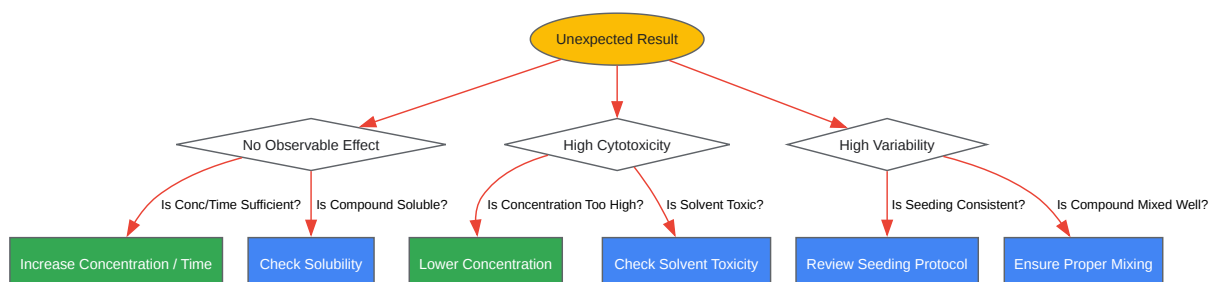 Unexpected Result
No Observable Effect
High Cytotoxicity
High Variability
Is Conc/Time Sufficient?
Is Compound Soluble?
Is Concentration Too High?
Is Solvent Toxic?
Is Seeding Consistent?
Is Compound Mixed Well?
Increase Concentration / Time
Check Solubility
Lower Concentration
Check Solvent Toxicity
Review Seeding Protocol
Ensure Proper Mixing